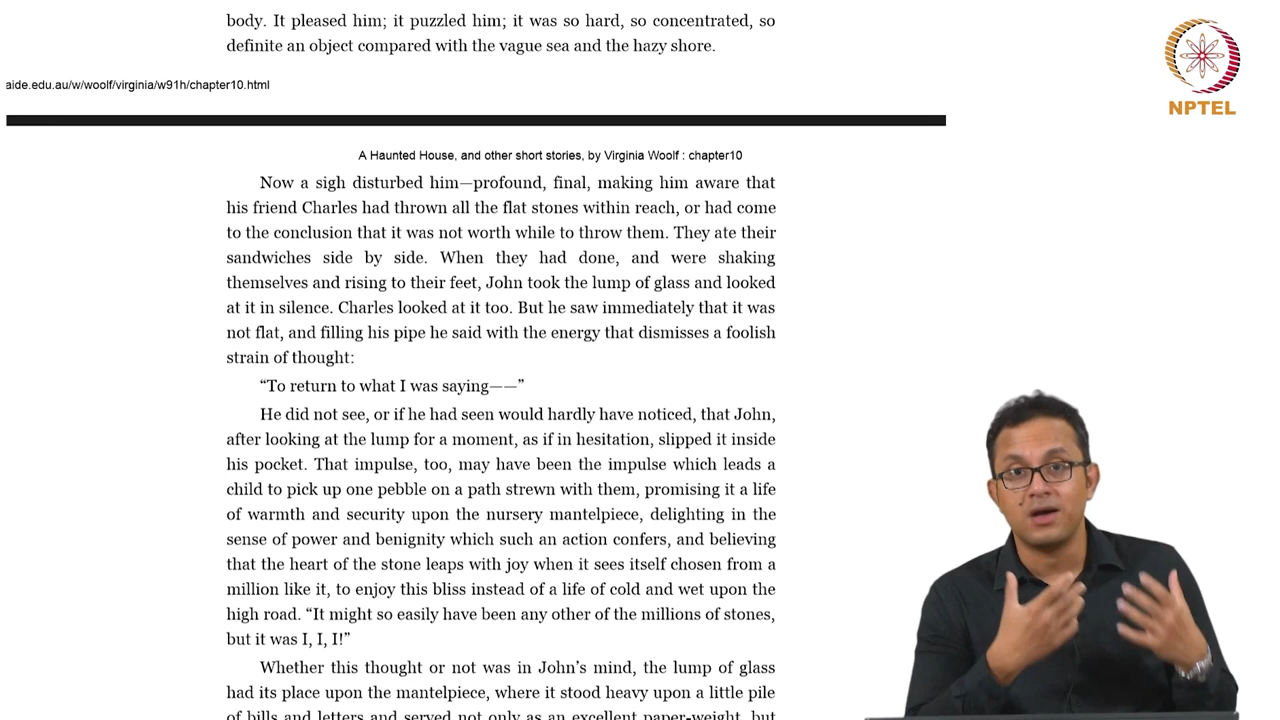 body. It pleased him; it puzzled him; it was so hard, so concentrated, so
definite an object compared with the vague sea and the hazy shore.
aide.edu.au/w/woolf/virginia/w91h/chapter10.html
NPTEL
A Haunted House, and other short stories, by Virginia Woolf : chapter10
Now a sigh disturbed him—profound, final, making him aware that
his friend Charles had thrown all the flat stones within reach, or had come
to the conclusion that it was not worth while to throw them. They ate their
sandwiches side by side. When they had done, and were shaking
themselves and rising to their feet, John took the lump of glass and looked
at it in silence. Charles looked at it too. But he saw immediately that it was
not flat, and filling his pipe he said with the energy that dismisses a foolish
strain of thought:
“To return to what I was saying——”
He did not see, or if he had seen would hardly have noticed, that John,
after looking at the lump for a moment, as if in hesitation, slipped it inside
his pocket. That impulse, too, may have been the impulse which leads a
child to pick up one pebble on a path strewn with them, promising it a life
of warmth and security upon the nursery mantelpiece, delighting in the
sense of power and benignity which such an action confers, and believing
that the heart of the stone leaps with joy when it sees itself chosen from a
million like it, to enjoy this bliss instead of a life of cold and wet upon the
high road. “It might so easily have been any other of the millions of stones,
but it was I, I, I!”
Whether this thought or not was in John’s mind, the lump of glass
had its place upon the mantelpiece, where it stood heavy upon a little pile
of bills and letters and served not only as an excellent paper-weight, but